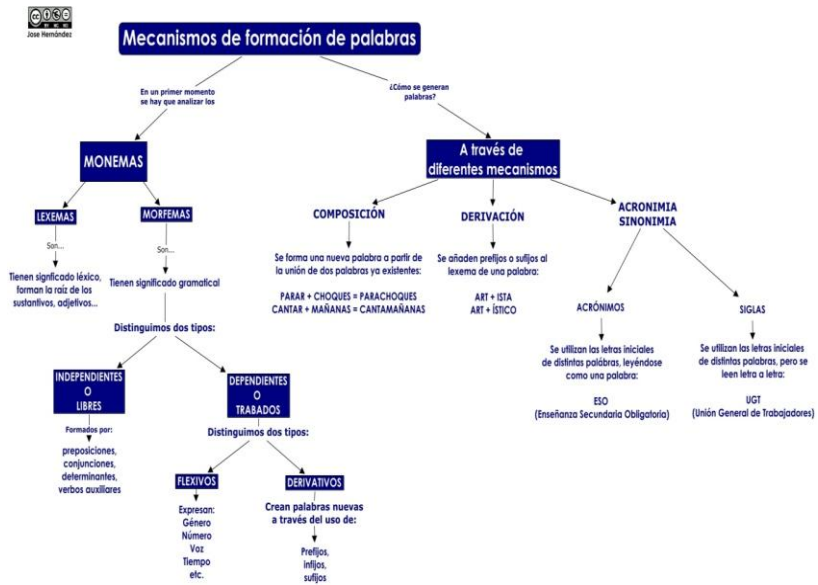 Jose Hernández
Mecanismos de formación de palabras
En un primer momento
se hay que analizar los
¿Cómo se generan
palabras?
MONEMAS
A través de
diferentes mecanismos
LEXEMAS
MORFEMAS
COMPOSICIÓN
DERIVACIÓN
ACRONIMIA
SINONIMIA
Son...
Son...
Tienen signficado léxico,
forman la raíz de los
sustantivos, adjetivos...
Tienen significado gramatical
Se forma una nueva palabra a partir de
la unión de dos palabras ya existentes:
PARAR + CHOQUES = PARACHOQUES
CANTAR + MAÑANAS = CANTAMAÑANAS
Se añaden prefijos o sufijos al
lexema de una palabra:
ART + ISTA
ART + ÍSTICO
ACRÓNIMOS
SIGLAS
Se utilizan las letras iniciales
de distintas palábras, leyéndose
como una palabra:
ESO
(Enseñanza Secundaria Obligatoria)
Se utilizan las letras iniciales
de distintas palabras, pero se
leen letra a letra:
UGT
(Unión General de Trabajadores)
Distinguimos dos tipos:
INDEPENDIENTES
O
LIBRES
DEPENDIENTES
O
TRABADOS
Formados por:
preposiciones,
conjunciones,
determinantes,
verbos auxiliares
Distinguimos dos tipos:
FLEXIVOS
DERIVATIVOS
Expresan:
Género
Número
Voz
Tiempo
etc.
Crean palabras nuevas
a través del uso de:
Prefijos,
infijos,
sufijos